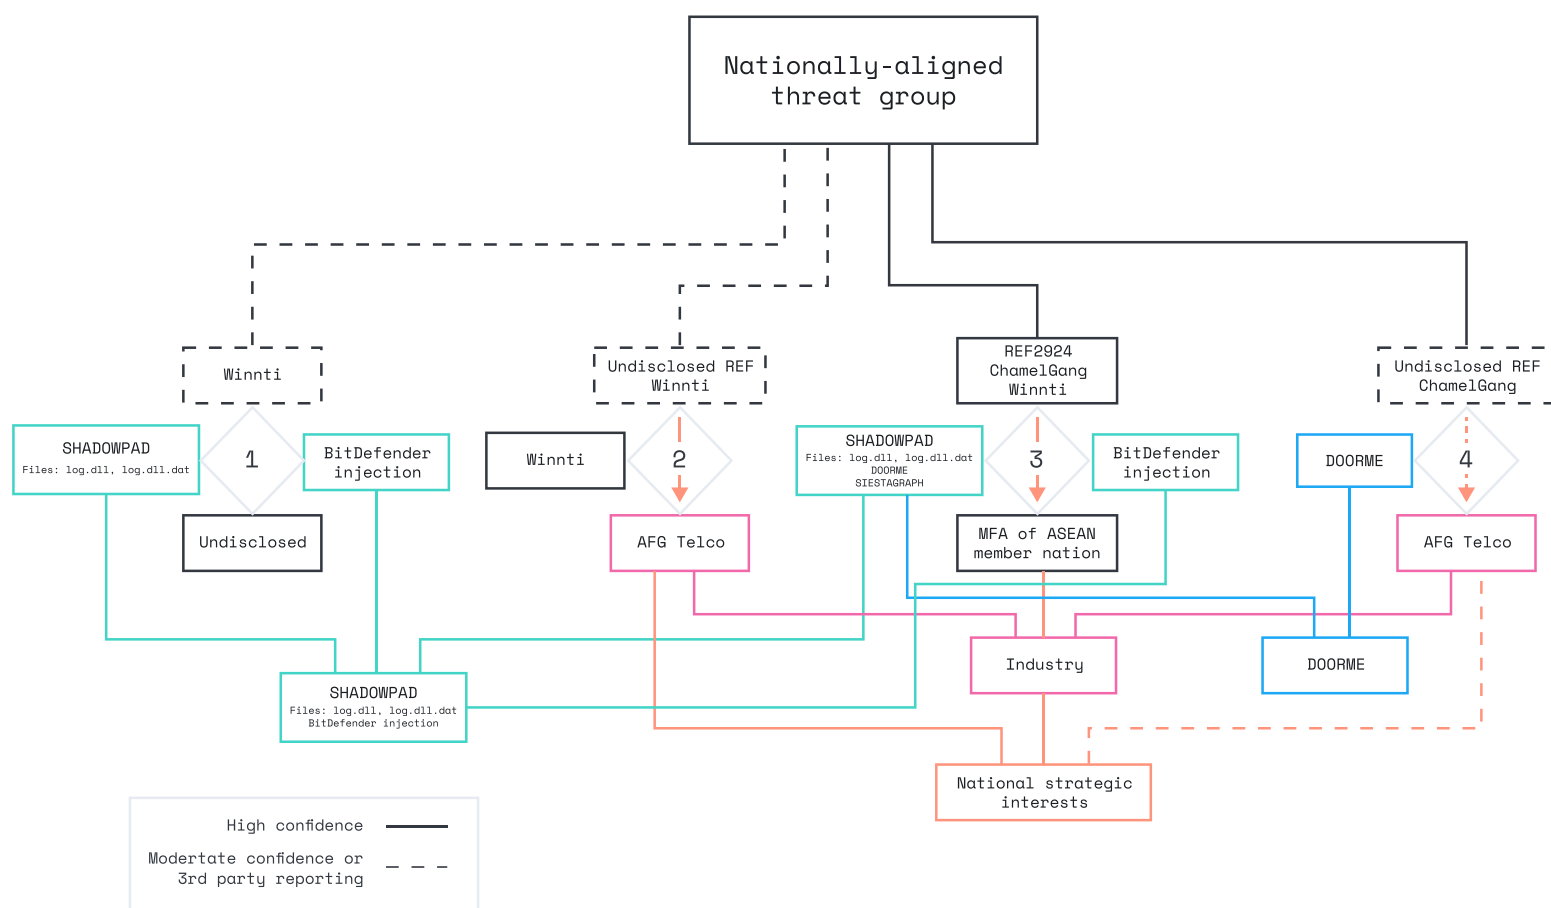 Nationally-aligned
threat group
Winnti
Undisclosed REF
Winnti
REF2924
ChamelGang
Winnti
Undisclosed REF
ChamelGang
SHADOWPAD
Files: log.dll, log.dll.dat
1
BitDefender
injection
Winnti
2
SHADOWPAD
Files: log.dll, log.dll.dat
DOORME
SIESTAGRAPH
3
BitDefender
injection
DOORME
4
Undisclosed
AFG Telco
MFA of ASEAN
member nation
AFG Telco
SHADOWPAD
Files: log.dll, log.dll.dat
BitDefender injection
Industry
DOORME
National strategic
interests
High confidence
Modertate confidence or
3rd party reporting